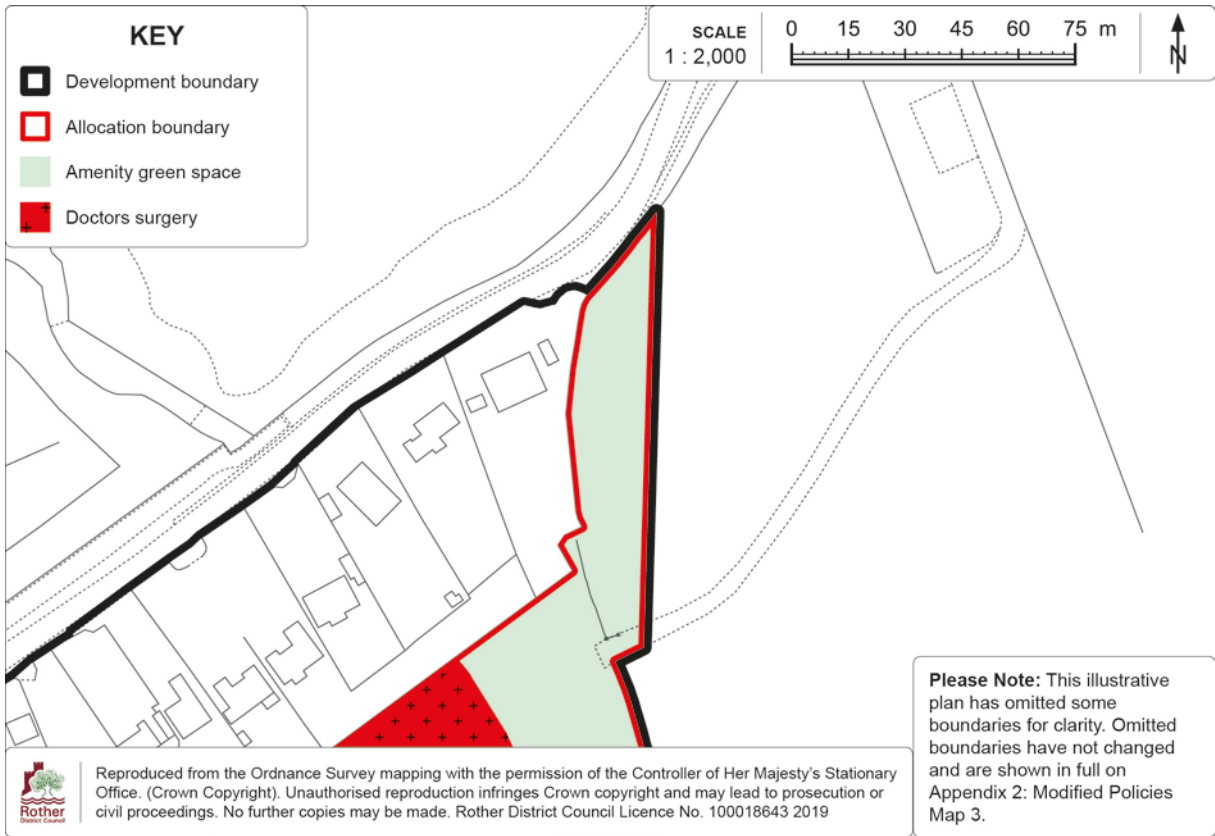 KEY
Development boundary
Allocation boundary
Amenity green space
Doctors surgery
SCALE
1 : 2,000
0 15 30 45 60 75 m
N
Please Note: This illustrative
plan has omitted some
boundaries for clarity. Omitted
boundaries have not changed
and are shown in full on
Appendix 2: Modified Policies
Map 3.
Rother
District Council
Reproduced from the Ordnance Survey mapping with the permission of the Controller of Her Majesty's Stationary
Office. (Crown Copyright). Unauthorised reproduction infringes Crown copyright and may lead to prosecution or
civil proceedings. No further copies may be made. Rother District Council Licence No. 100018643 2019